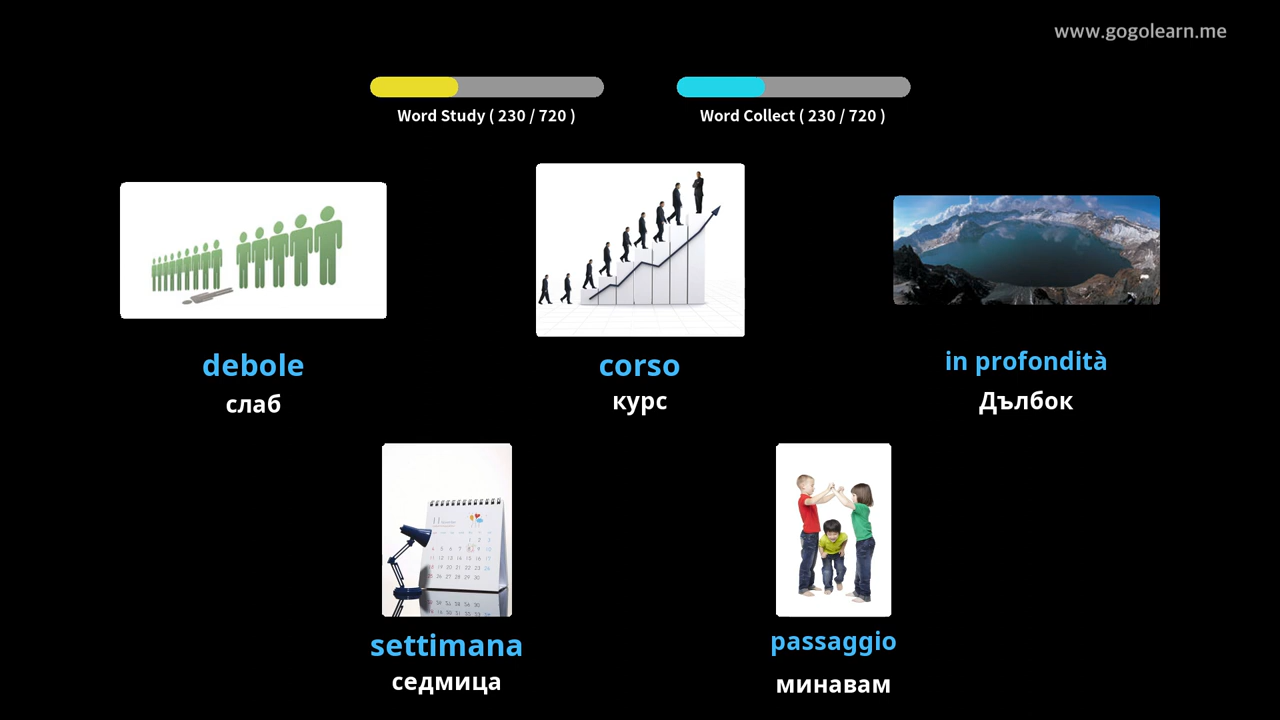 www.gogolearn.me
Word Study ( 230 / 720 )
Word Collect ( 230 / 720 )
debole
слаб
corso
курс
in profondità
Дълбок
settimana
седмица
passaggio
минавам